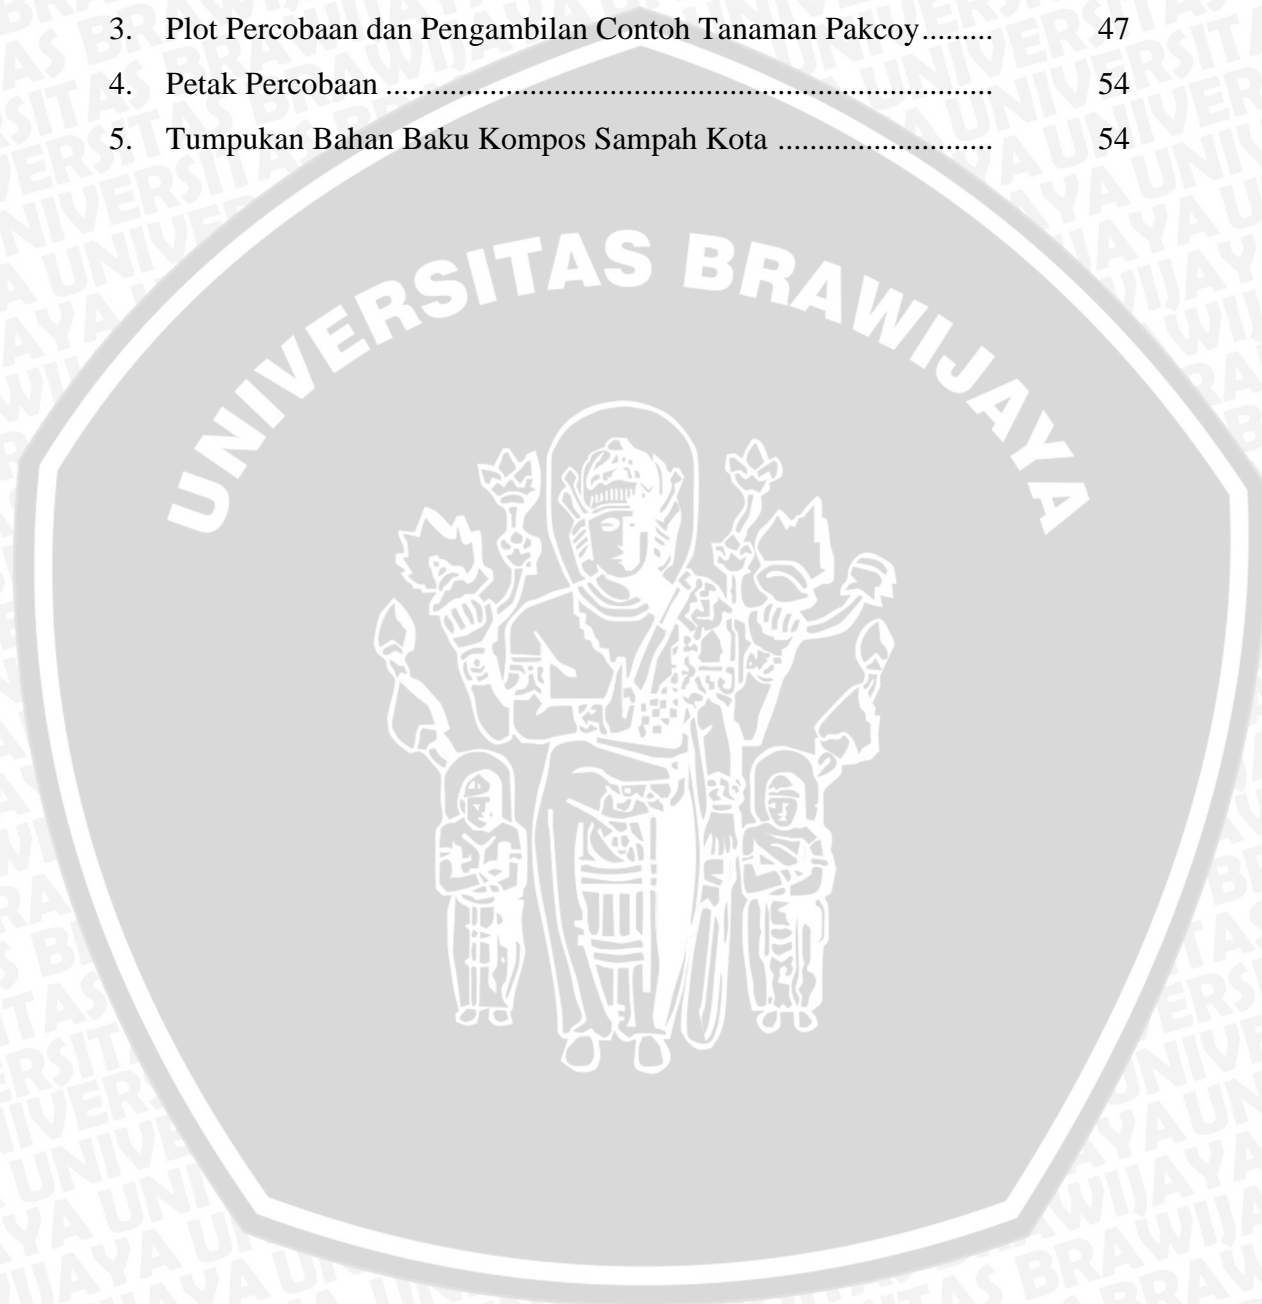 3. Plot Percobaan dan Pengambilan Contoh Tanaman Pakcoy......... 47
4. Petak Percobaan ............................................................................ 54
5. Tumpukan Bahan Baku Kompos Sampah Kota ........................... 54
UNIVERSITAS BRAWIJAYA